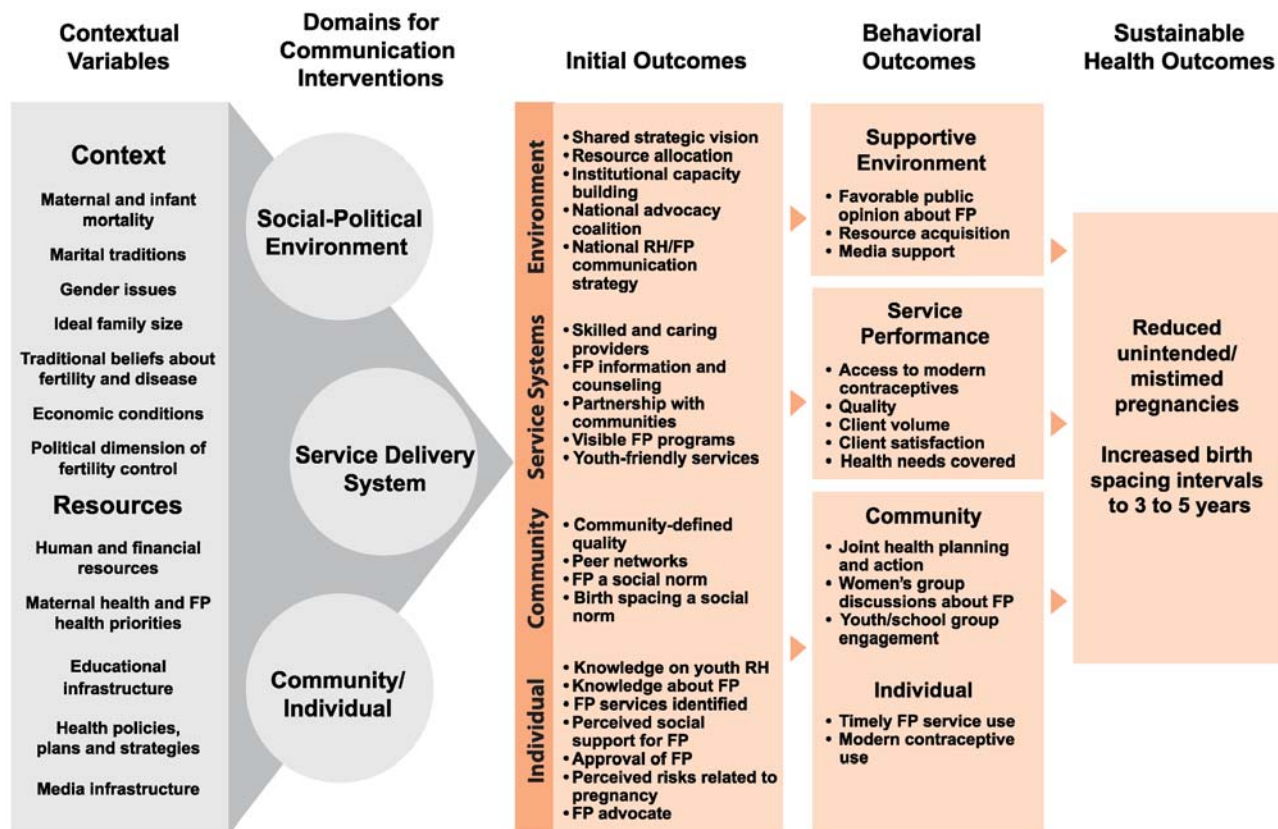 Contextual
Variables
Domains for
Communication
Interventions
Initial Outcomes
Behavioral
Outcomes
Sustainable
Health Outcomes
Context
Maternal and infant
mortality
Marital traditions
Gender issues
Ideal family size
Traditional beliefs about
fertility and disease
Economic conditions
Political dimension of
fertility control
Resources
Human and financial
resources
Maternal health and FP
health priorities
Educational
infrastructure
Health policies,
plans and strategies
Media infrastructure
Social-Political
Environment
Service Delivery
System
Community/
Individual
Environment
• Shared strategic vision
• Resource allocation
• Institutional capacity
building
• National advocacy
coalition
• National RH/FP
communication
strategy
Service Systems
• Skilled and caring
providers
• FP information and
counseling
• Partnership with
communities
• Visible FP programs
• Youth-friendly services
Community
• Community-defined
quality
• Peer networks
• FP a social norm
• Birth spacing a social
norm
Individual
• Knowledge on youth RH
• Knowledge about FP
• FP services identified
• Perceived social
support for FP
• Approval of FP
• Perceived risks related to
pregnancy
• FP advocate
Supportive
Environment
• Favorable public
opinion about FP
• Resource acquisition
• Media support
Service
Performance
• Access to modern
contraceptives
• Quality
• Client volume
• Client satisfaction
• Health needs covered
Community
• Joint health planning
and action
• Women's group
discussions about FP
• Youth/school group
engagement
Individual
• Timely FP service use
• Modern contraceptive
use
Reduced
unintended/
mistimed
pregnancies
Increased birth
spacing intervals
to 3 to 5 years